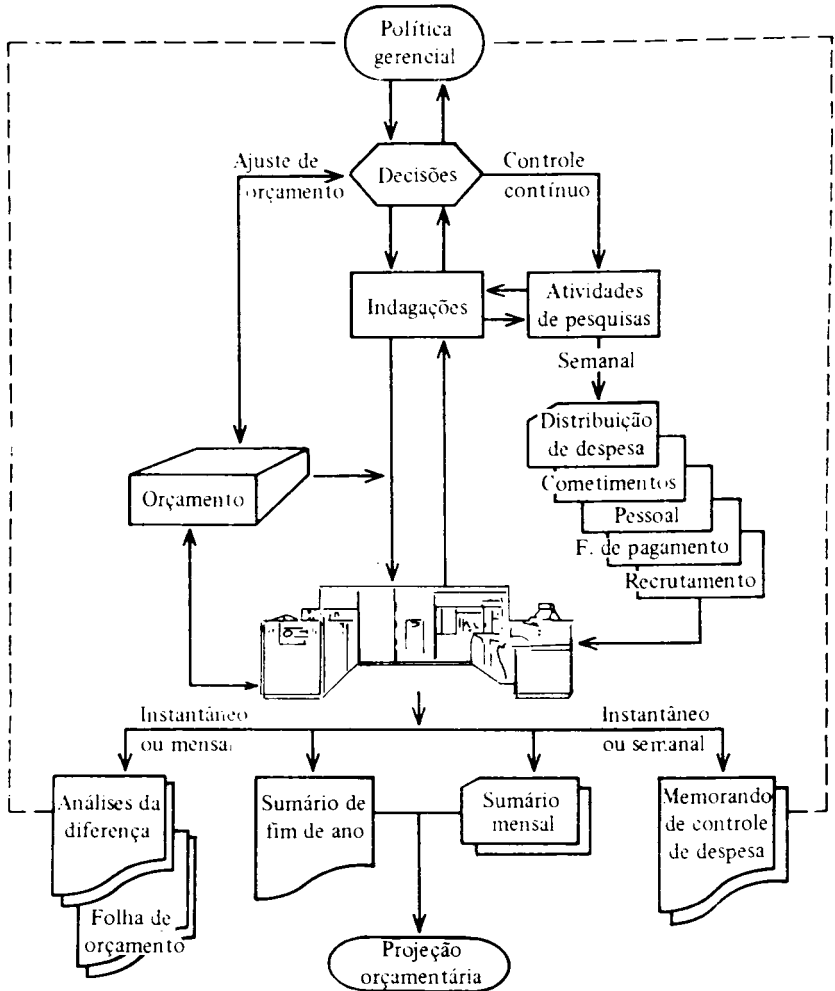 Política
gerencial
Ajuste de
orçamento
Decisões
Controle
contínuo
Indagações
Atividades
de pesquisas
Semanal
Distribuição
de despesa
Cometimentos
Pessoal
F. de pagamento
Recrutamento
Orçamento
Instantâneo
ou mensal
Instantâneo
ou semanal
Análises da
diferença
Folha de
orçamento
Sumário de
fim de ano
Sumário
mensal
Memorando
de controle
de despesa
Projeção
orçamentária